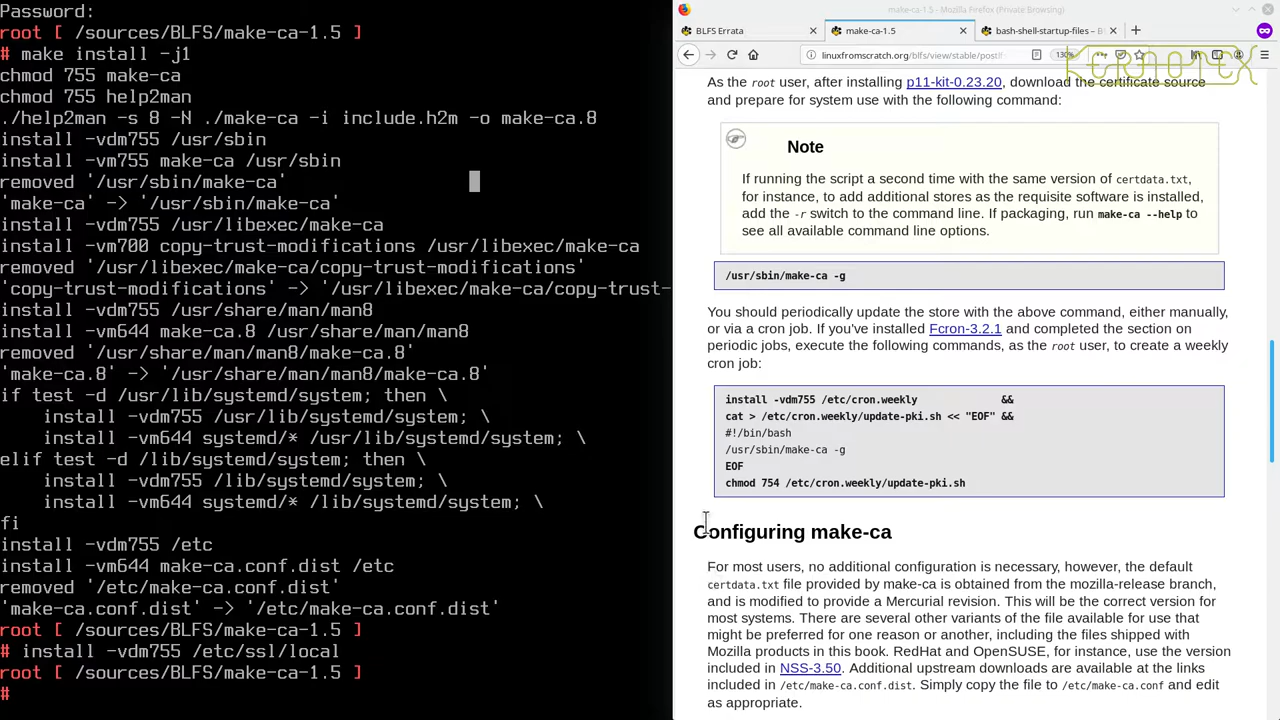 Password:
root [ /sources/BLFS/make-ca-1.5 ]
# make install -j1
chmod 755 make-ca
chmod 755 help2man
./help2man -s 8 -N ./make-ca -i include.h2m -o make-ca.8
install -vdm755 /usr/sbin
install -vm755 make-ca /usr/sbin
removed '/usr/sbin/make-ca'
'make-ca' -> '/usr/sbin/make-ca'
install -vdm755 /usr/libexec/make-ca
install -vm700 copy-trust-modifications /usr/libexec/make-ca
removed '/usr/libexec/make-ca/copy-trust-modifications'
'copy-trust-modifications' -> '/usr/libexec/make-ca/copy-trust-
install -vdm755 /usr/share/man/man8
install -vm644 make-ca.8 /usr/share/man/man8
removed '/usr/share/man/man8/make-ca.8'
'make-ca.8' -> '/usr/share/man/man8/make-ca.8'
if test -d /usr/lib/systemd/system; then \
install -vdm755 /usr/lib/systemd/system; \
install -vm644 systemd/* /usr/lib/systemd/system; \
elif test -d /lib/systemd/system; then \
install -vdm755 /lib/systemd/system; \
install -vm644 systemd/* /lib/systemd/system; \
fi
install -vdm755 /etc
install -vm644 make-ca.conf.dist /etc
removed '/etc/make-ca.conf.dist'
'make-ca.conf.dist' -> '/etc/make-ca.conf.dist'
root [ /sources/BLFS/make-ca-1.5 ]
# install -vdm755 /etc/ssl/local
root [ /sources/BLFS/make-ca-1.5 ]
#
make-ca-1.5 - Mozilla Firefox (Private Browsing)
BLFS Errata
make-ca-1.5
bash-shell-startup-files – B
linuxfromscratch.org/blfs/view/stable/postlf
130%
KERNOTEX
As the root user, after installing p11-kit-0.23.20, download the certificate source
and prepare for system use with the following command:
Note
If running the script a second time with the same version of certdata.txt,
for instance, to add additional stores as the requisite software is installed,
add the -r switch to the command line. If packaging, run make-ca --help to
see all available command line options.
/usr/sbin/make-ca -g
You should periodically update the store with the above command, either manually,
or via a cron job. If you've installed Fcron-3.2.1 and completed the section on
periodic jobs, execute the following commands, as the root user, to create a weekly
cron job:
install -vdm755 /etc/cron.weekly &&
cat > /etc/cron.weekly/update-pki.sh << "EOF" &&
#!/bin/bash
/usr/sbin/make-ca -g
EOF
chmod 754 /etc/cron.weekly/update-pki.sh
Configuring make-ca
For most users, no additional configuration is necessary, however, the default
certdata.txt file provided by make-ca is obtained from the mozilla-release branch,
and is modified to provide a Mercurial revision. This will be the correct version for
most systems. There are several other variants of the file available for use that
might be preferred for one reason or another, including the files shipped with
Mozilla products in this book. RedHat and OpenSUSE, for instance, use the version
included in NSS-3.50. Additional upstream downloads are available at the links
included in /etc/make-ca.conf.dist. Simply copy the file to /etc/make-ca.conf and edit
as appropriate.